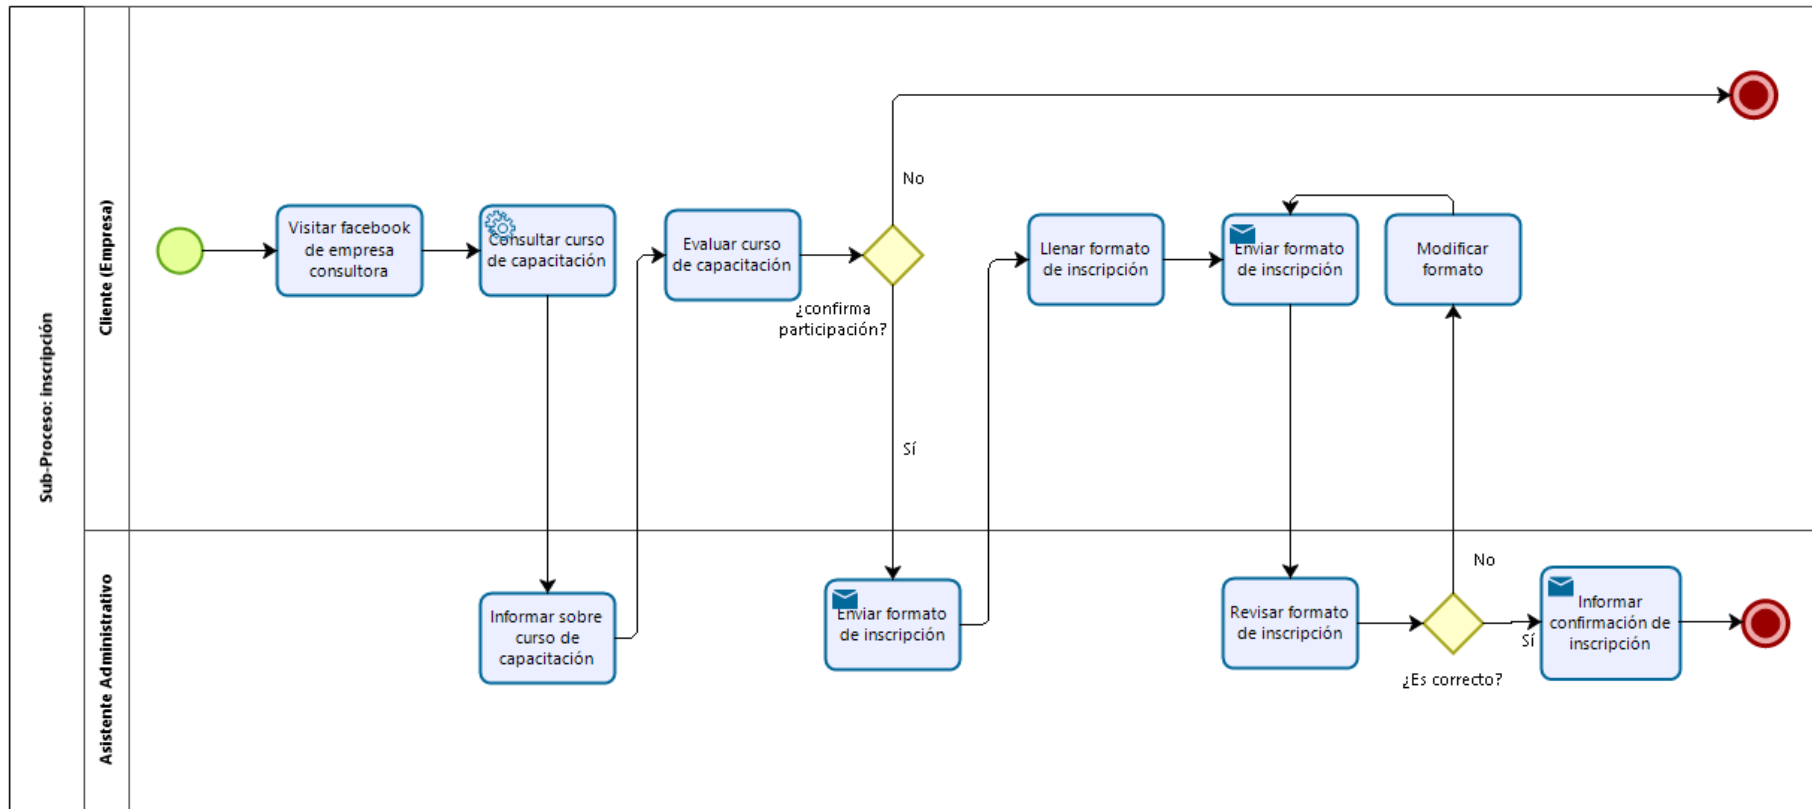 Sub-Proceso: inscripción
Cliente (Empresa)
Visitar facebook
de empresa
consultora
Consultar curso
de capacitación
Evaluar curso
de capacitación
¿confirma
participación?
No
Sí
Llenar formato
de inscripción
Enviar formato
de inscripción
Modificar
formato
Asistente Administrativo
Informar sobre
curso de
capacitación
Enviar formato
de inscripción
Revisar formato
de inscripción
¿Es correcto?
No
Sí
Informar
confirmación de
inscripción